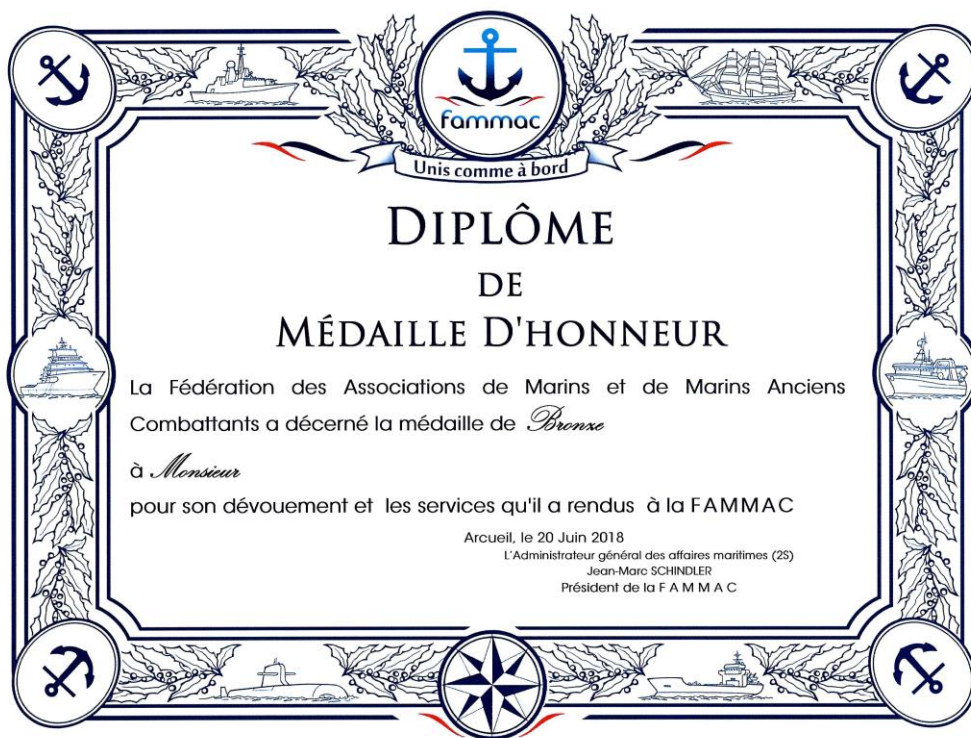 fammac
Unis comme à bord
DIPLÔME
DE
MÉDAILLE D'HONNEUR
La Fédération des Associations de Marins et de Marins Anciens
Combattants a décerné la médaille de Bronze
à Monsieur
pour son dévouement et les services qu'il a rendus à la FAMMAC
Arcueil, le 20 Juin 2018
L'Administrateur général des affaires maritimes (2S)
Jean-Marc SCHINDLER
Président de la F A M M A C